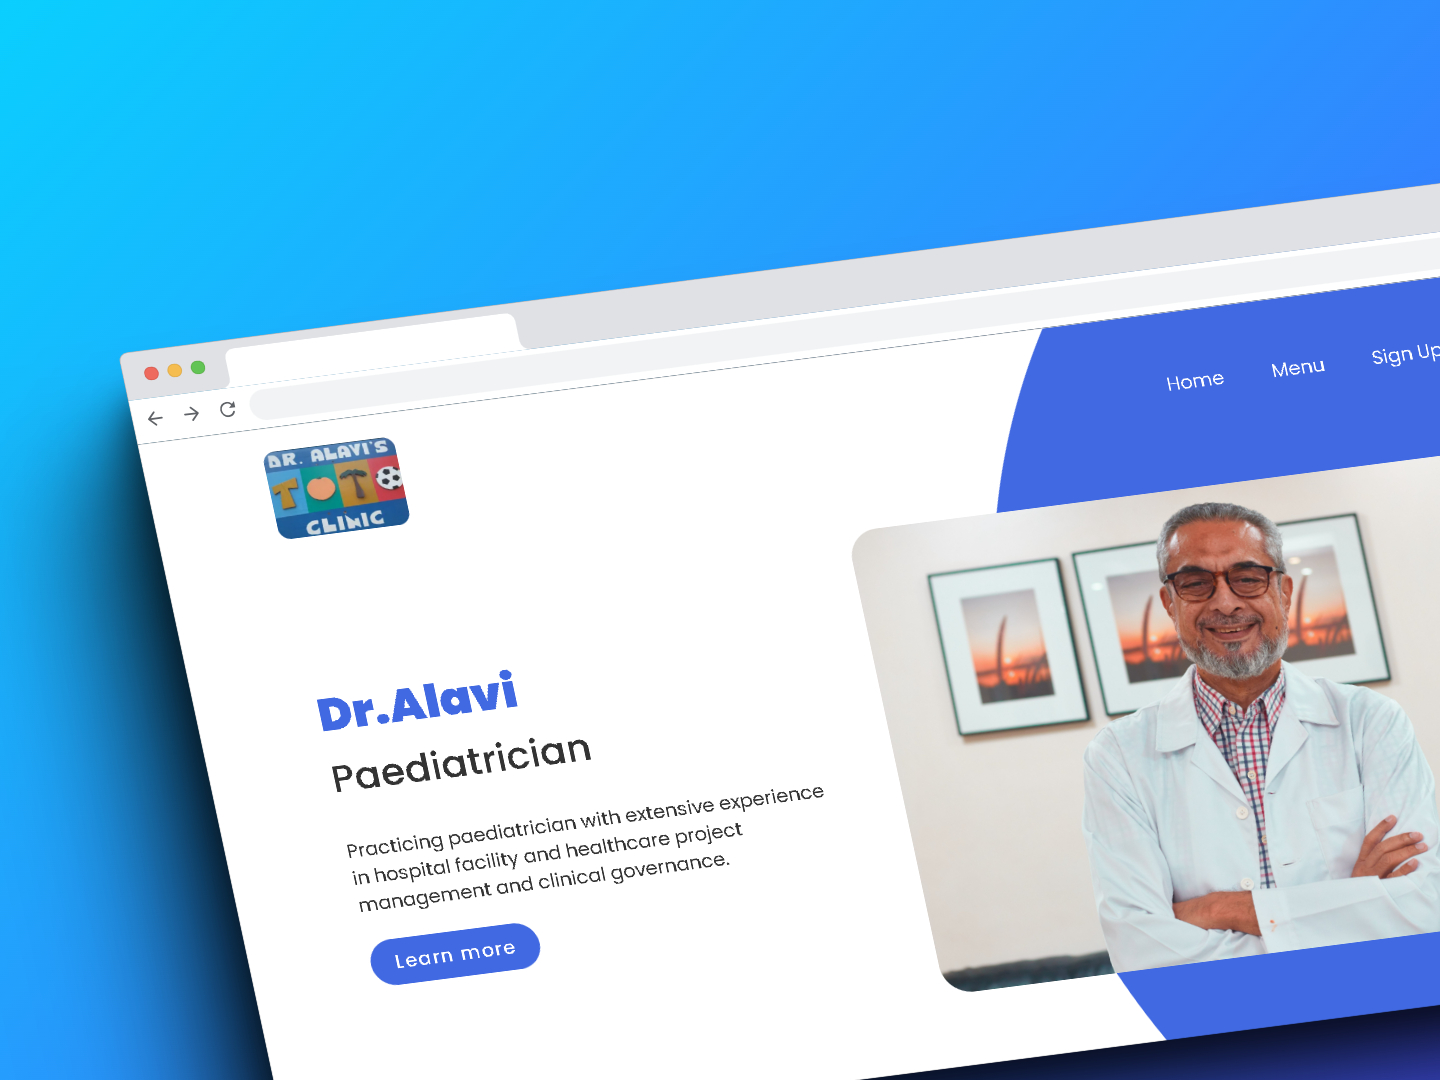 DR. ALAVI'S
TOTO
CLINIC
Home Menu Sign Up
Dr.Alavi
Paediatrician
Practicing paediatrician with extensive experience
in hospital facility and healthcare project
management and clinical governance.
Learn more